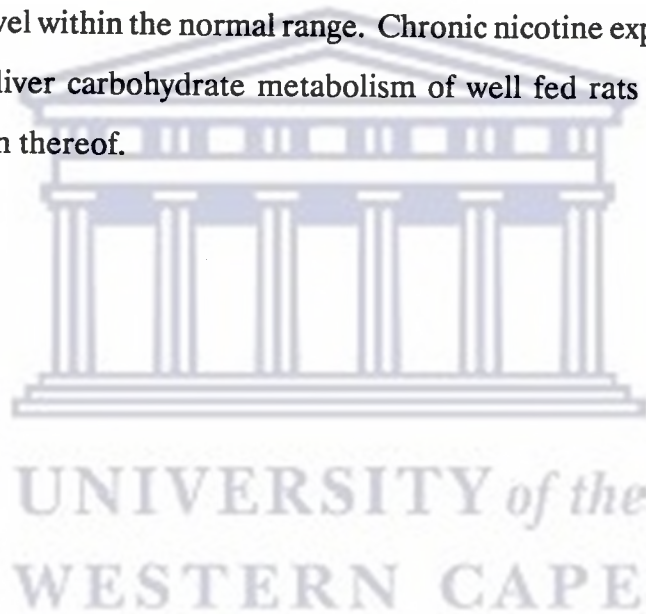 vel within the normal range. Chronic nicotine exp
liver carbohydrate metabolism of well fed rats
n thereof.
UNIVERSITY of the
WESTERN CAPE